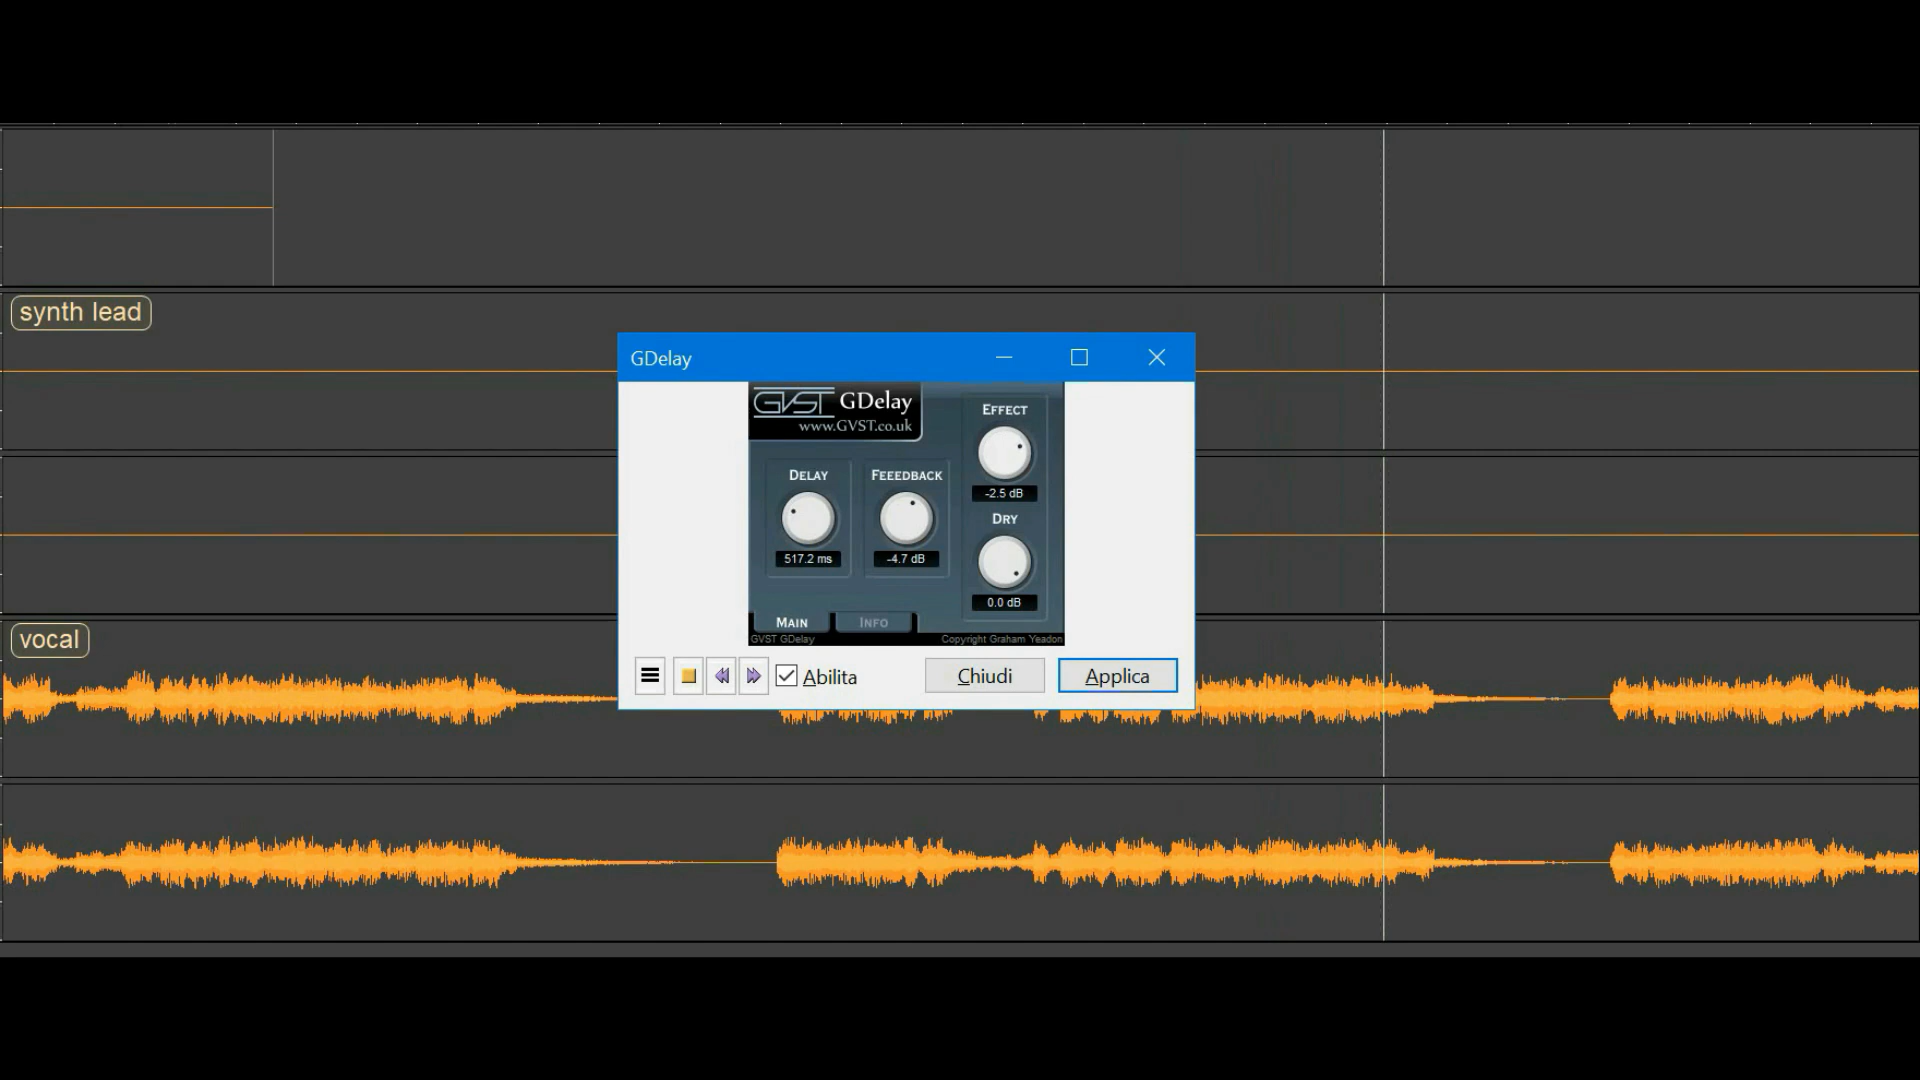 synth lead
GDelay
GVST GDelay
www.GVST.co.uk
EFFECT
-2.5 dB
DELAY
FEEEDBACK
517.2 ms
-4.7 dB
DRY
0.0 dB
MAIN
INFO
GVST GDelay
Copyright Graham Yeadon
vocal
Abilita
Chiudi
Applica